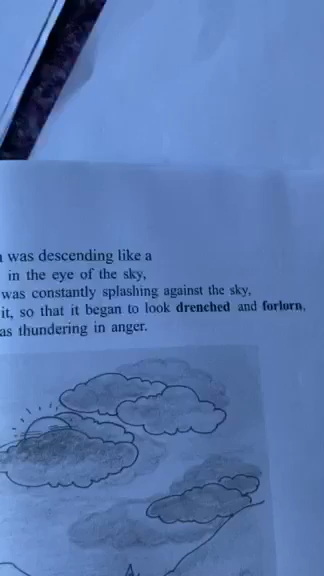 was descending like a
in the eye of the sky,
was constantly splashing against the sky,
it, so that it began to look drenched and forlorn,
as thundering in anger.